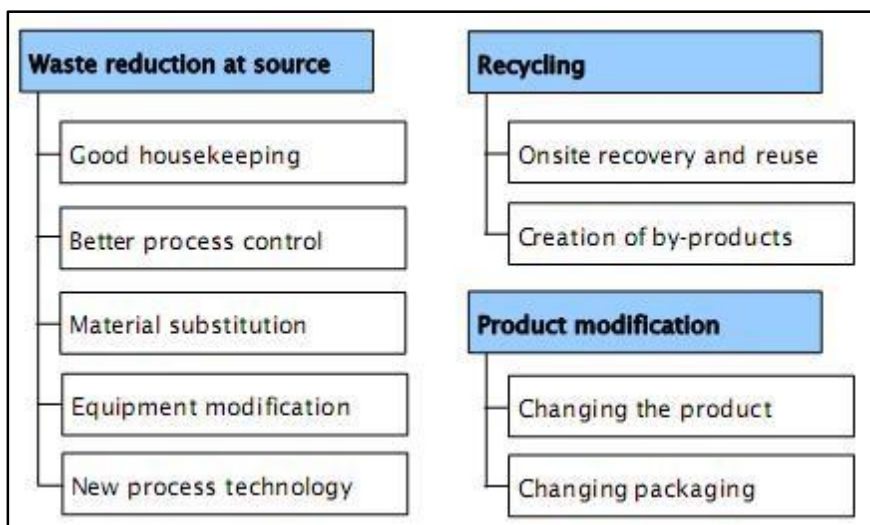 Waste reduction at source
Good housekeeping
Better process control
Material substitution
Equipment modification
New process technology
Recycling
Onsite recovery and reuse
Creation of by-products
Product modification
Changing the product
Changing packaging